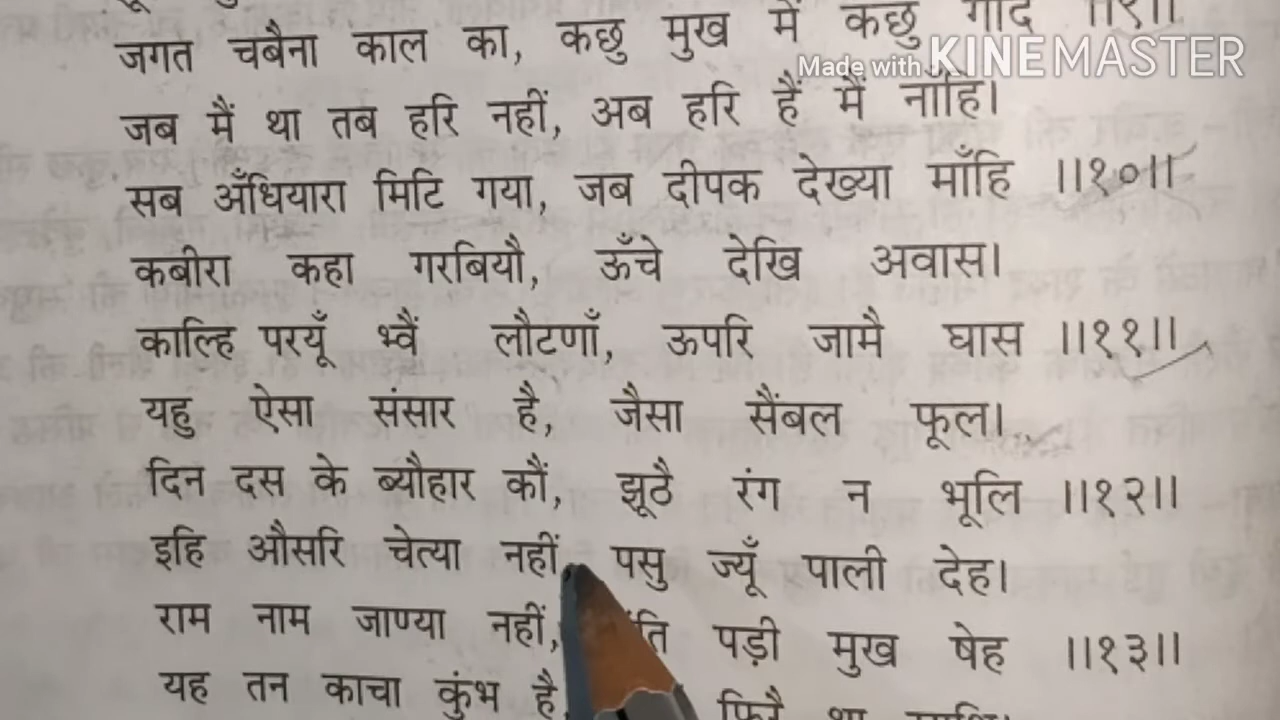 जगत चबैना काल का, कछु मुख में कछु गोद ॥९॥
Made with KINEMASTER
जब मैं था तब हरि नहीं, अब हरि हैं मैं नाँहि।
सब अँधियारा मिटि गया, जब दीपक देख्या माँहि ॥१०॥
कबीरा कहा गरबियौ, ऊँचे देखि अवास।
काल्हि परयूँ भ्वैं लौटणाँ, ऊपरि जामै घास ॥११॥
यहु ऐसा संसार है, जैसा सैंबल फूल।
दिन दस के ब्यौहार कौं, झूठै रंग न भूलि ॥१२॥
इहि औसरि चेत्या नहीं पसु ज्यूँ पाली देह।
राम नाम जाण्या नहीं, पड़ी मुख षेह ॥१३॥
यह तन काचा कुंभ है, फिरै था